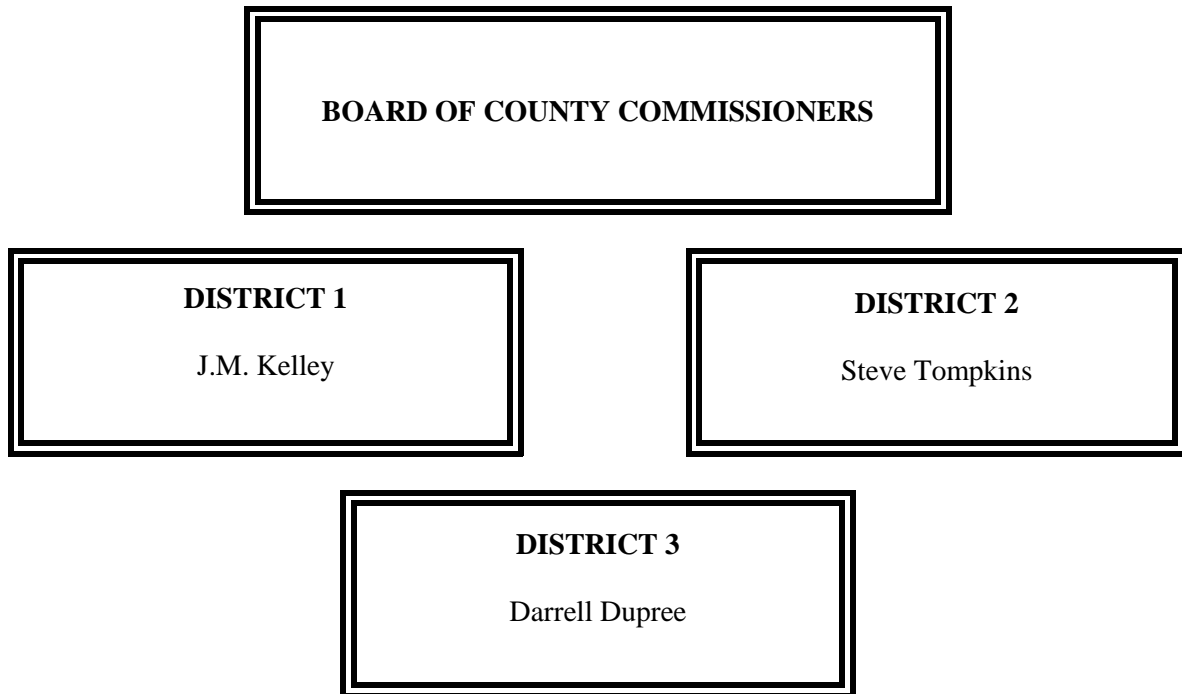 BOARD OF COUNTY COMMISSIONERS
DISTRICT 1
J.M. Kelley
DISTRICT 2
Steve Tompkins
DISTRICT 3
Darrell Dupree